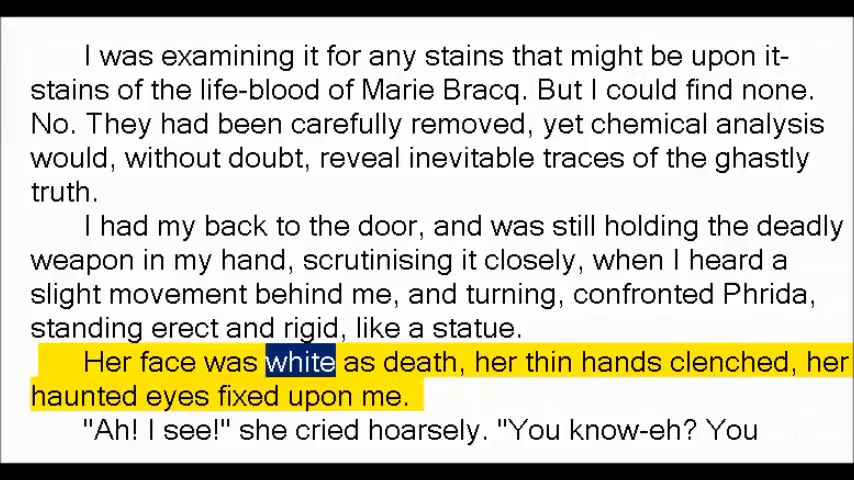 I was examining it for any stains that might be upon it-
stains of the life-blood of Marie Bracq. But I could find none.
No. They had been carefully removed, yet chemical analysis
would, without doubt, reveal inevitable traces of the ghastly
truth.
I had my back to the door, and was still holding the deadly
weapon in my hand, scrutinising it closely, when I heard a
slight movement behind me, and turning, confronted Phrida,
standing erect and rigid, like a statue.
Her face was white as death, her thin hands clenched, her
haunted eyes fixed upon me.
"Ah! I see!" she cried hoarsely. "You know-eh? You